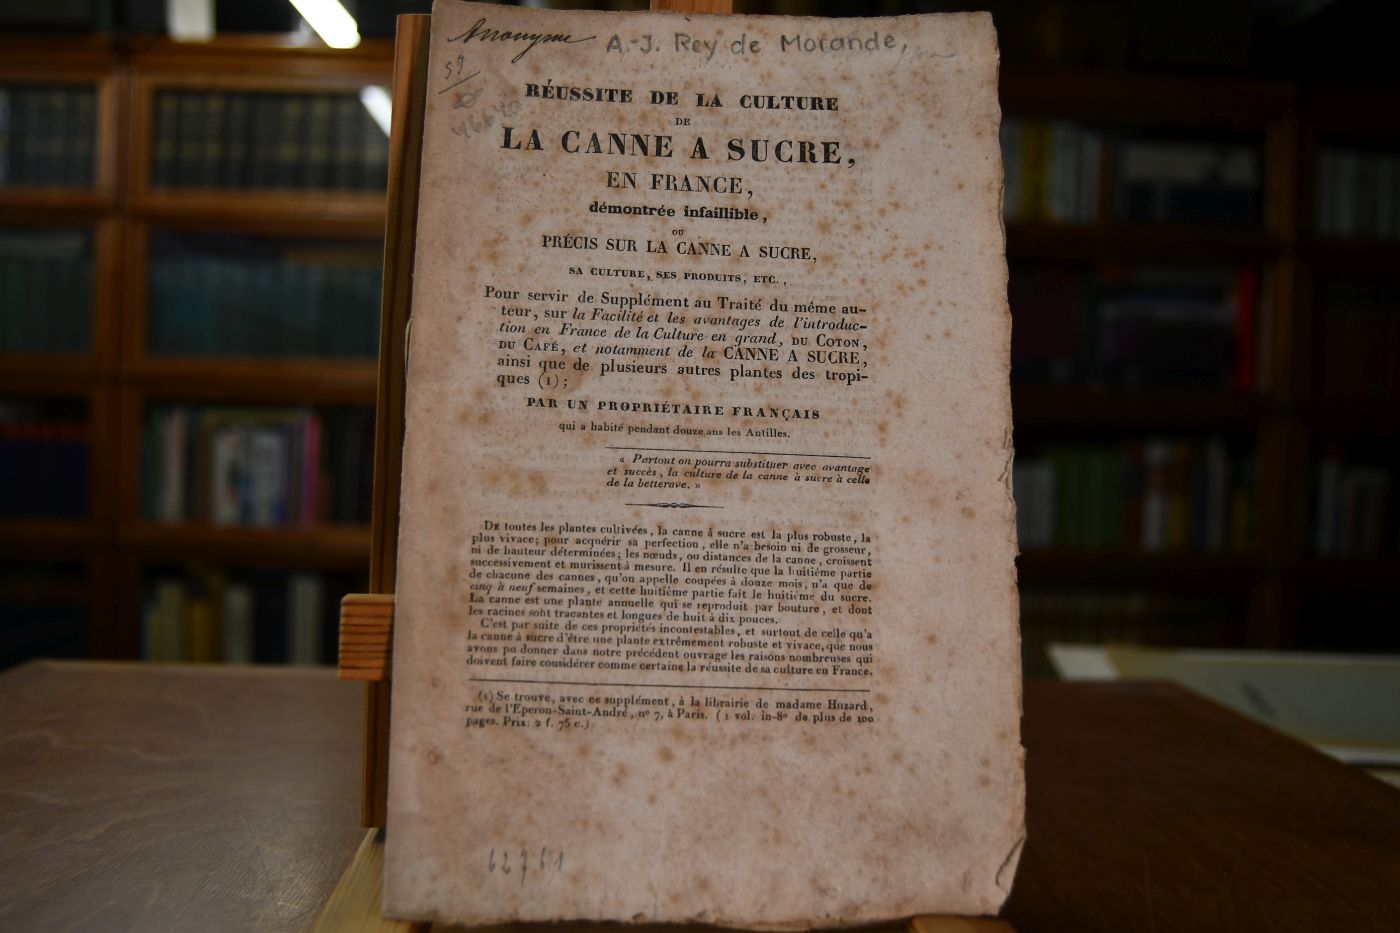 Anonyme A.-J. Rey de Morande,
59
RÉUSSITE DE LA CULTURE
DE
LA CANNE A SUCRE,
EN FRANCE,
démontrée infaillible,
OU
PRÉCIS SUR LA CANNE A SUCRE,
SA CULTURE, SES PRODUITS, ETC.,
Pour servir de Supplément au Traité du même au-
teur, sur la Facilité et les avantages de l'introduc-
tion en France de la Culture en grand, DU COTON,
DU CAFÉ, et notamment de la CANNE A SUCRE,
ainsi que de plusieurs autres plantes des tropi-
ques (1);
PAR UN PROPRIÉTAIRE FRANÇAIS
qui a habité pendant douze ans les Antilles.
« Partout on pourra substituer avec avantage
et succès, la culture de la canne à sucre à celle
de la betterave. »
DE toutes les plantes cultivées, la canne à sucre est la plus robuste, la
plus vivace; pour acquérir sa perfection, elle n'a besoin ni de grosseur,
ni de hauteur déterminées; les nœuds, ou distances de la canne, croissent
successivement et murissent à mesure. Il en résulte que la huitième partie
de chacune des cannes, qu'on appelle coupées à douze mois, n'a que de
cinq à neuf semaines, et cette huitième partie fait le huitième du sucre.
La canne est une plante annuelle qui se reproduit par bouture, et dont
les racines sont tracantes et longues de huit à dix pouces.
C'est par suite de ces propriétés incontestables, et surtout de celle qu'a
la canne à sucre d'être une plante extrêmement robuste et vivace, que nous
avons pu donner dans notre précédent ouvrage les raisons nombreuses qui
doivent faire considérer comme certaine la réussite de sa culture en France.
(1) Se trouve, avec ce supplément, à la librairie de madame Huzard,
rue de l'Eperon-Saint-André, n° 7, à Paris. (1 vol. in-8° de plus de 100
pages. Prix: 2 f. 75 c.)
62761